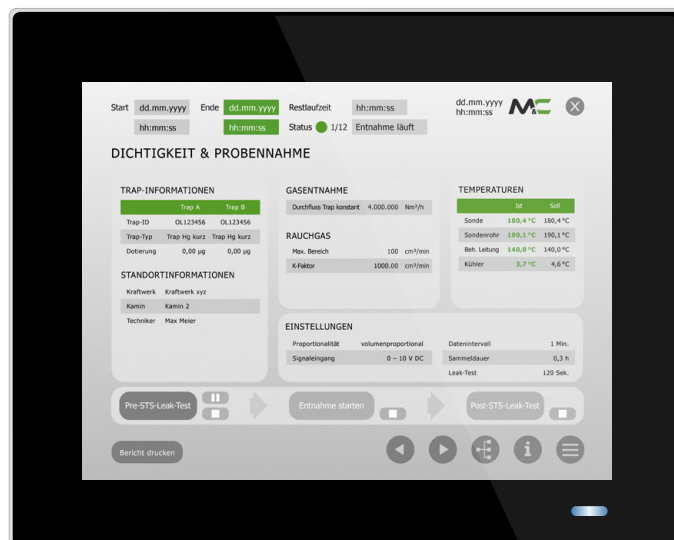 Start dd.mm.yyyy Ende dd.mm.yyyy Restlaufzeit hh:mm:ss dd.mm.yyyy M&C
hh:mm:ss
hh:mm:ss hh:mm:ss Status 1/12 Entnahme läuft
DICHTIGKEIT & PROBENNAHME
TRAP-INFORMATIONEN
Trap A Trap B
Trap-ID OL123456 OL123456
Trap-Typ Trap Hg kurz Trap Hg kurz
Dotierung 0,00 µg 0,00 µg
STANDORTINFORMATIONEN
Kraftwerk Kraftwerk xyz
Kamin Kamin 2
Techniker Max Meier
GASENTNAHME
Durchfluss Trap konstant 4.000.000 Nm³/h
RAUCHGAS
Max. Bereich 100 cm³/min
K-Faktor 1000.00 cm³/min
TEMPERATUREN
Ist Soll
Sonde 180,4 °C 180,4 °C
Sondenrohr 190,1 °C 190,1 °C
Beh. Leitung 140,0 °C 140,0 °C
Kühler 3,7 °C 4,6 °C
EINSTELLUNGEN
Proportionalität volumenproportional Datenintervall 1 Min.
Signaleingang 0 – 10 V DC Sammeldauer 0,3 h
Leak-Test 120 Sek.
Pre-STS-Leak-Test Entnahme starten Post-STS-Leak-Test
Bericht drucken